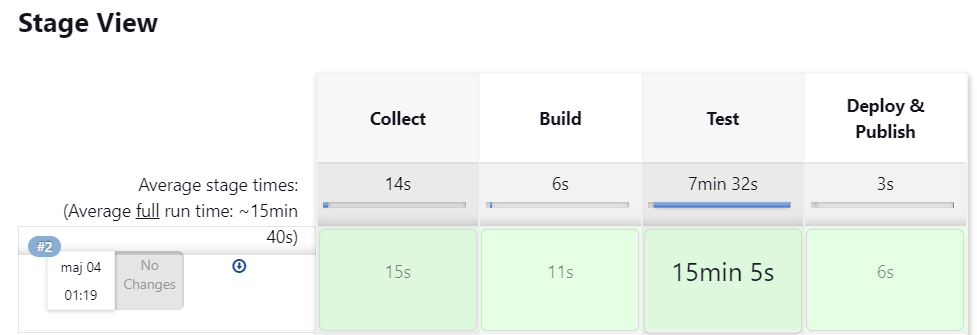 Stage View
Collect
Build
Test
Deploy &
Publish
Average stage times:
(Average full run time: ~15min
40s)
14s
6s
7min 32s
3s
#2
maj 04
01:19
No
Changes
15s
11s
15min 5s
6s